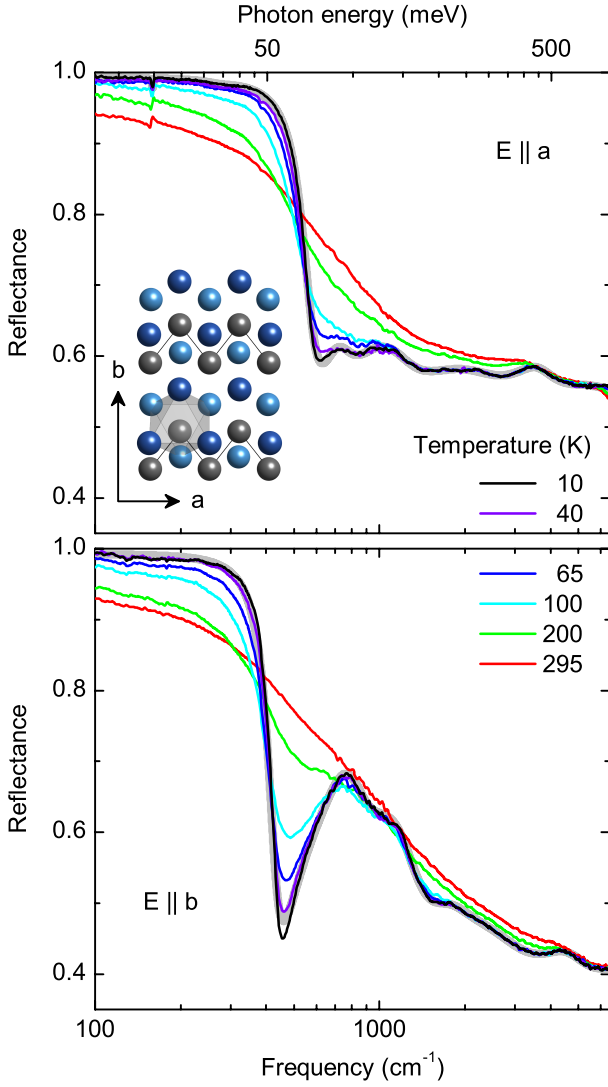 Photon energy (meV)
50 500
1.0
E || a
0.8
Reflectance
0.6
b
a
Temperature (K)
10
40
0.4
1.0
65
100
200
295
0.8
Reflectance
0.6
E || b
0.4
100 1000
Frequency (cm⁻¹)